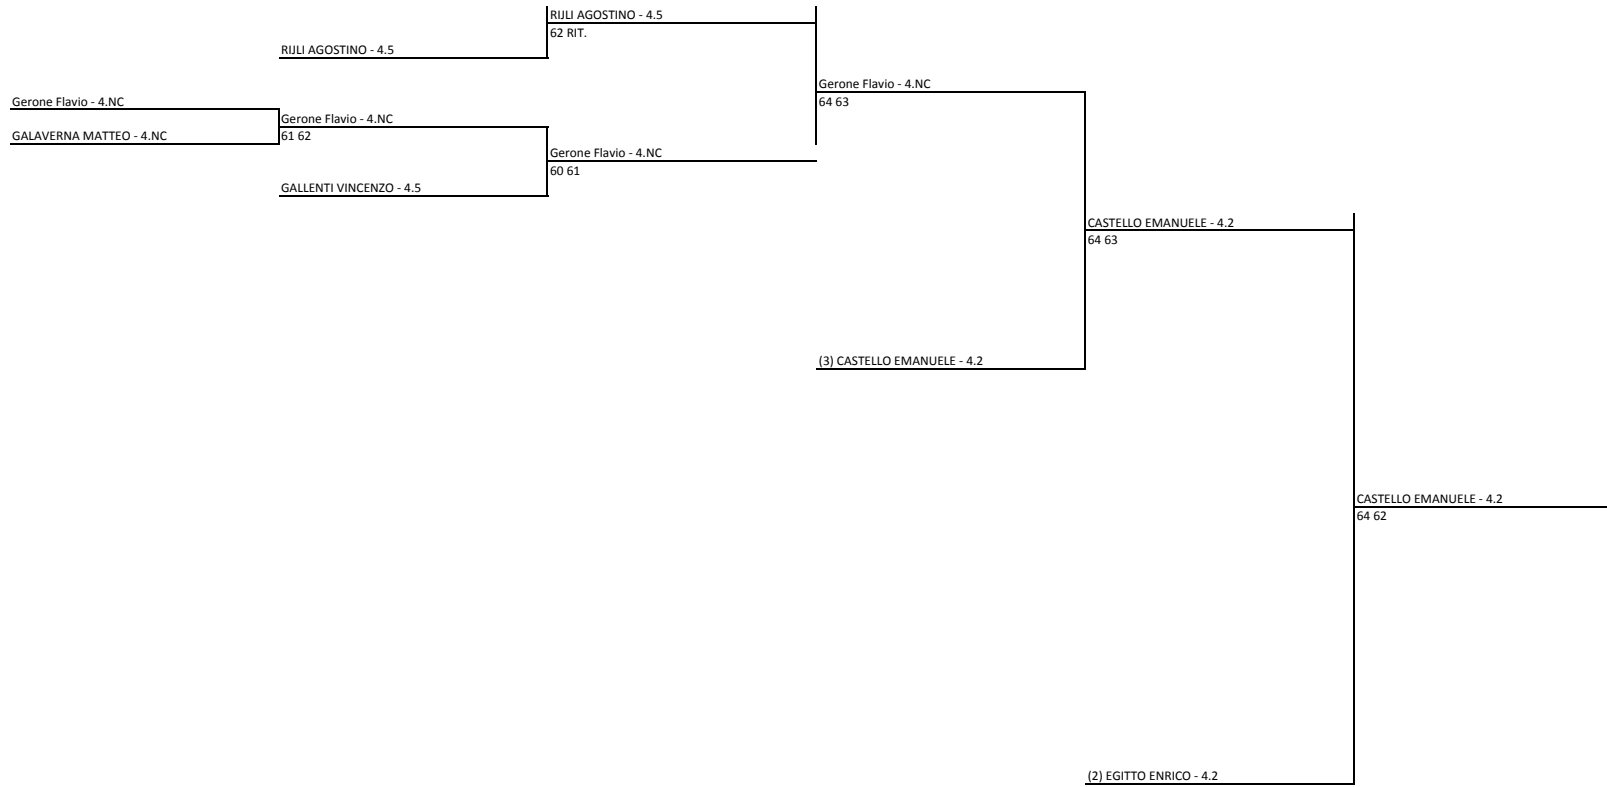 RIJLI AGOSTINO - 4.5
62 RIT.
RIJLI AGOSTINO - 4.5
Gerone Flavio - 4.NC
64 63
Gerone Flavio - 4.NC
Gerone Flavio - 4.NC
61 62
GALAVERNA MATTEO - 4.NC
Gerone Flavio - 4.NC
60 61
GALLENTI VINCENZO - 4.5
CASTELLO EMANUELE - 4.2
64 63
(3) CASTELLO EMANUELE - 4.2
CASTELLO EMANUELE - 4.2
64 62
(2) EGITTO ENRICO - 4.2